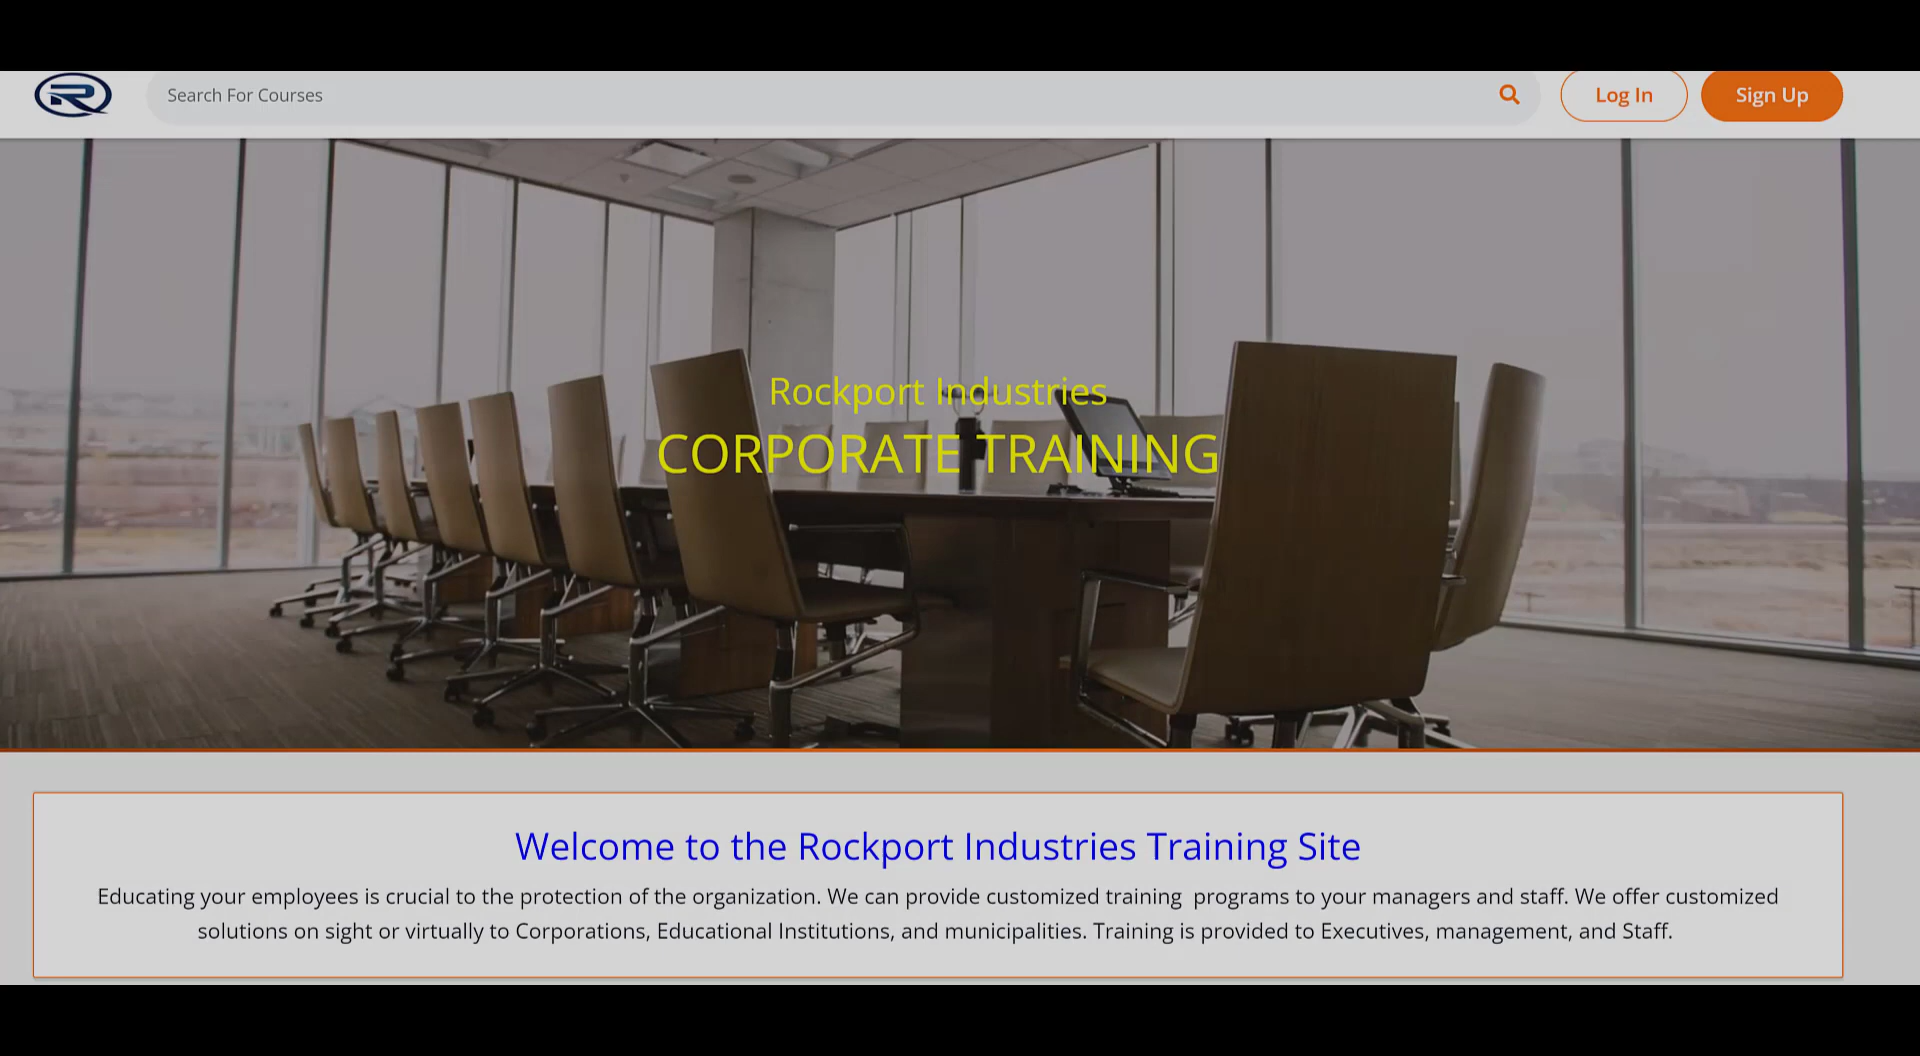 R
Search For Courses
Log In
Sign Up
Rockport Industries
CORPORATE TRAINING
Welcome to the Rockport Industries Training Site
Educating your employees is crucial to the protection of the organization. We can provide customized training  programs to your managers and staff. We offer customized
solutions on sight or virtually to Corporations, Educational Institutions, and municipalities. Training is provided to Executives, management, and Staff.